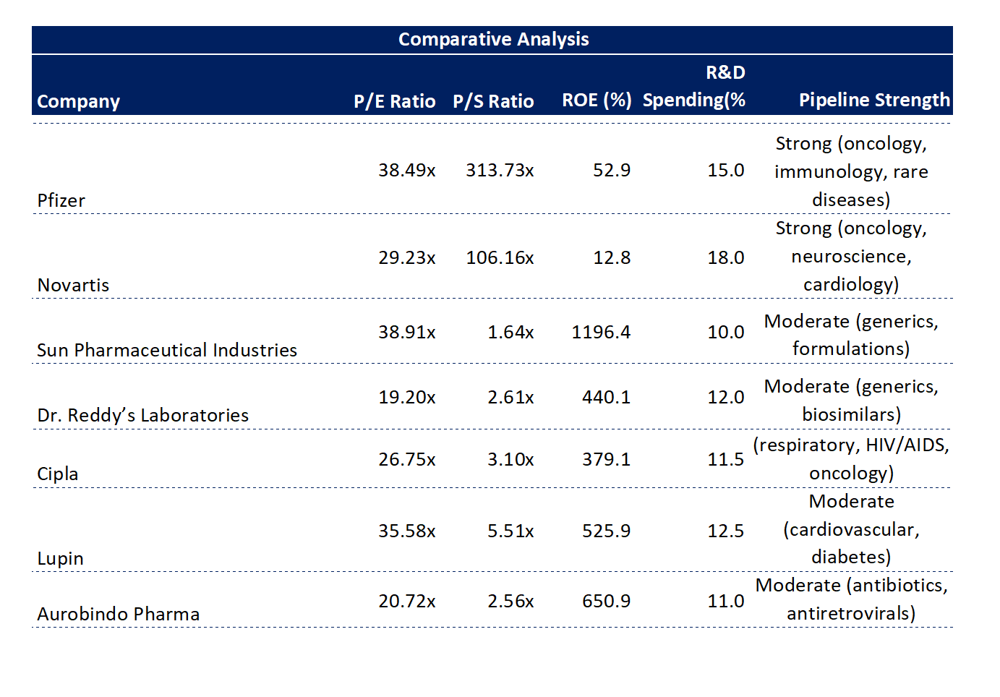 Comparative Analysis
Company P/E Ratio P/S Ratio ROE (%) R&D Spending(% Pipeline Strength
Pfizer 38.49x 313.73x 52.9 15.0 Strong (oncology,
immunology, rare
diseases)
Novartis 29.23x 106.16x 12.8 18.0 Strong (oncology,
neuroscience,
cardiology)
Sun Pharmaceutical Industries 38.91x 1.64x 1196.4 10.0 Moderate (generics,
formulations)
Dr. Reddy’s Laboratories 19.20x 2.61x 440.1 12.0 Moderate (generics,
biosimilars)
Cipla 26.75x 3.10x 379.1 11.5 (respiratory, HIV/AIDS,
oncology)
Lupin 35.58x 5.51x 525.9 12.5 Moderate
(cardiovascular,
diabetes)
Aurobindo Pharma 20.72x 2.56x 650.9 11.0 Moderate (antibiotics,
antiretrovirals)